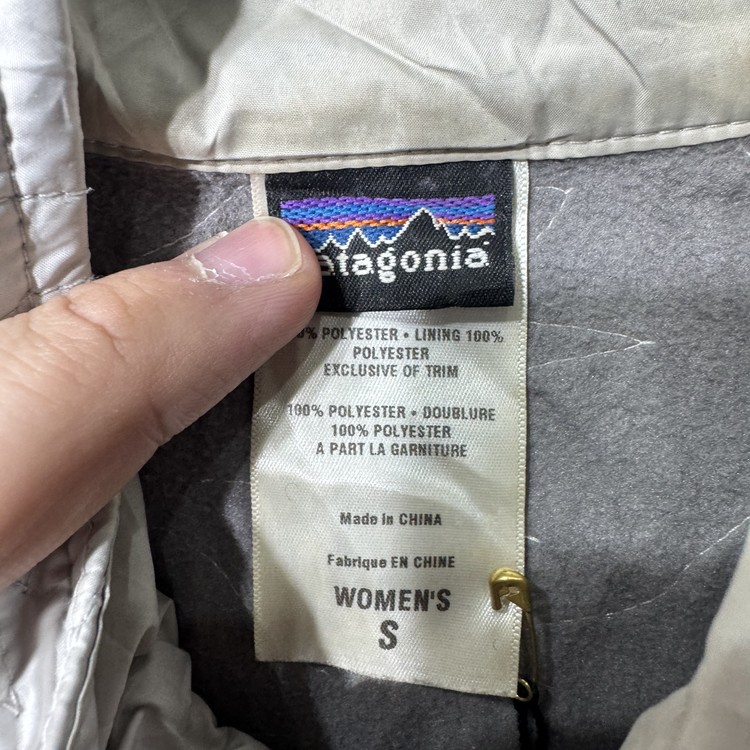 atagonia
% POLYESTER • LINING 100%
POLYESTER
EXCLUSIVE OF TRIM
100% POLYESTER • DOUBLURE
100% POLYESTER
A PART LA GARNITURE
Made in CHINA
Fabrique EN CHINE
WOMEN'S
S